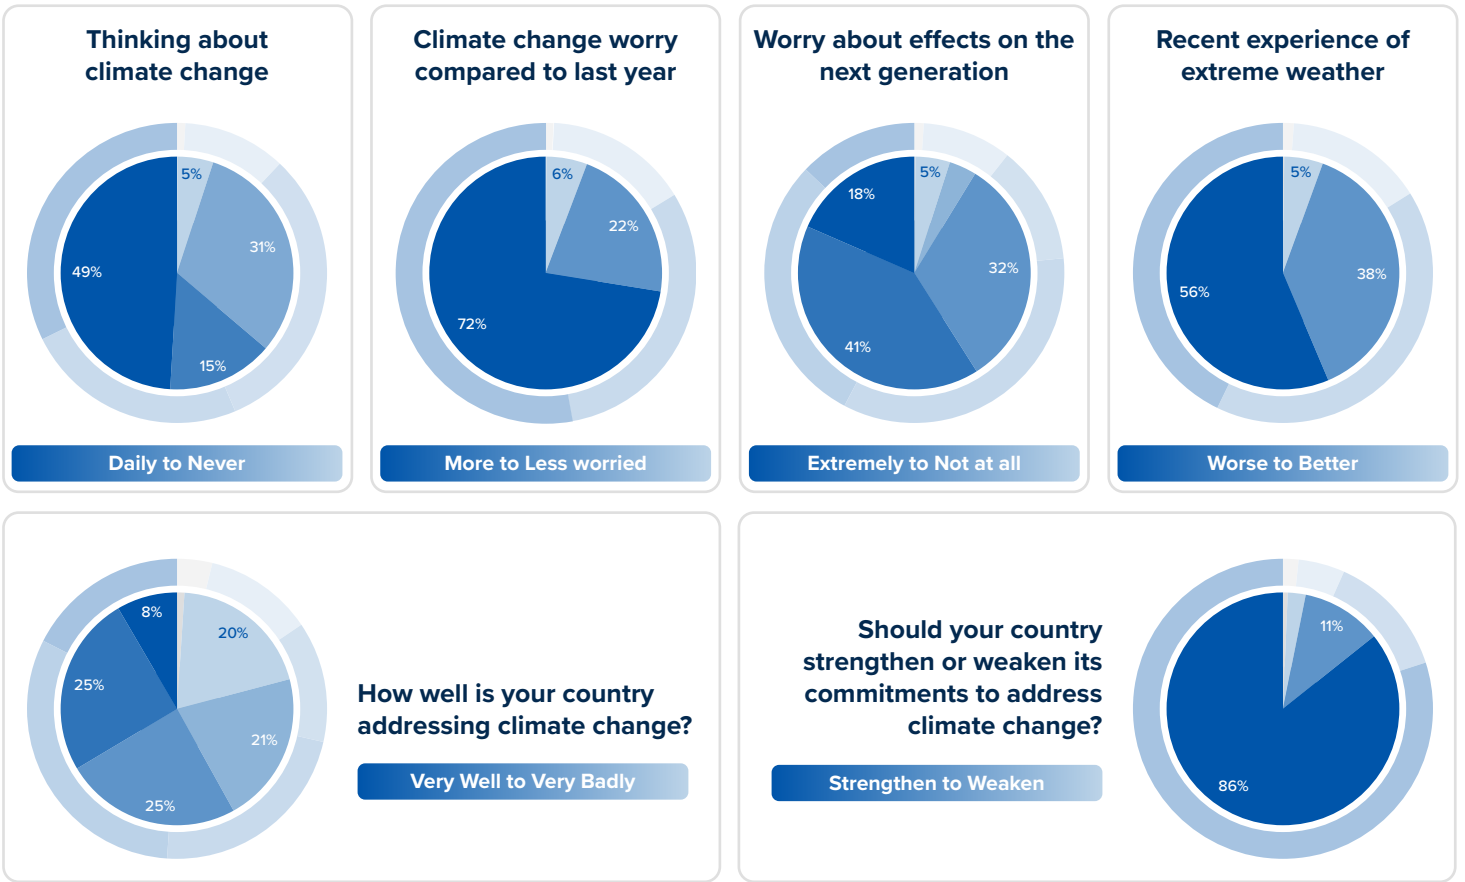 Thinking about
climate change
5%
31%
15%
49%
Daily to Never
Climate change worry
compared to last year
6%
22%
72%
More to Less worried
Worry about effects on the
next generation
5%
32%
41%
18%
Extremely to Not at all
Recent experience of
extreme weather
5%
38%
56%
Worse to Better
8%
20%
25%
21%
25%
How well is your country
addressing climate change?
Very Well to Very Badly
Should your country
strengthen or weaken its
commitments to address
climate change?
Strengthen to Weaken
11%
86%